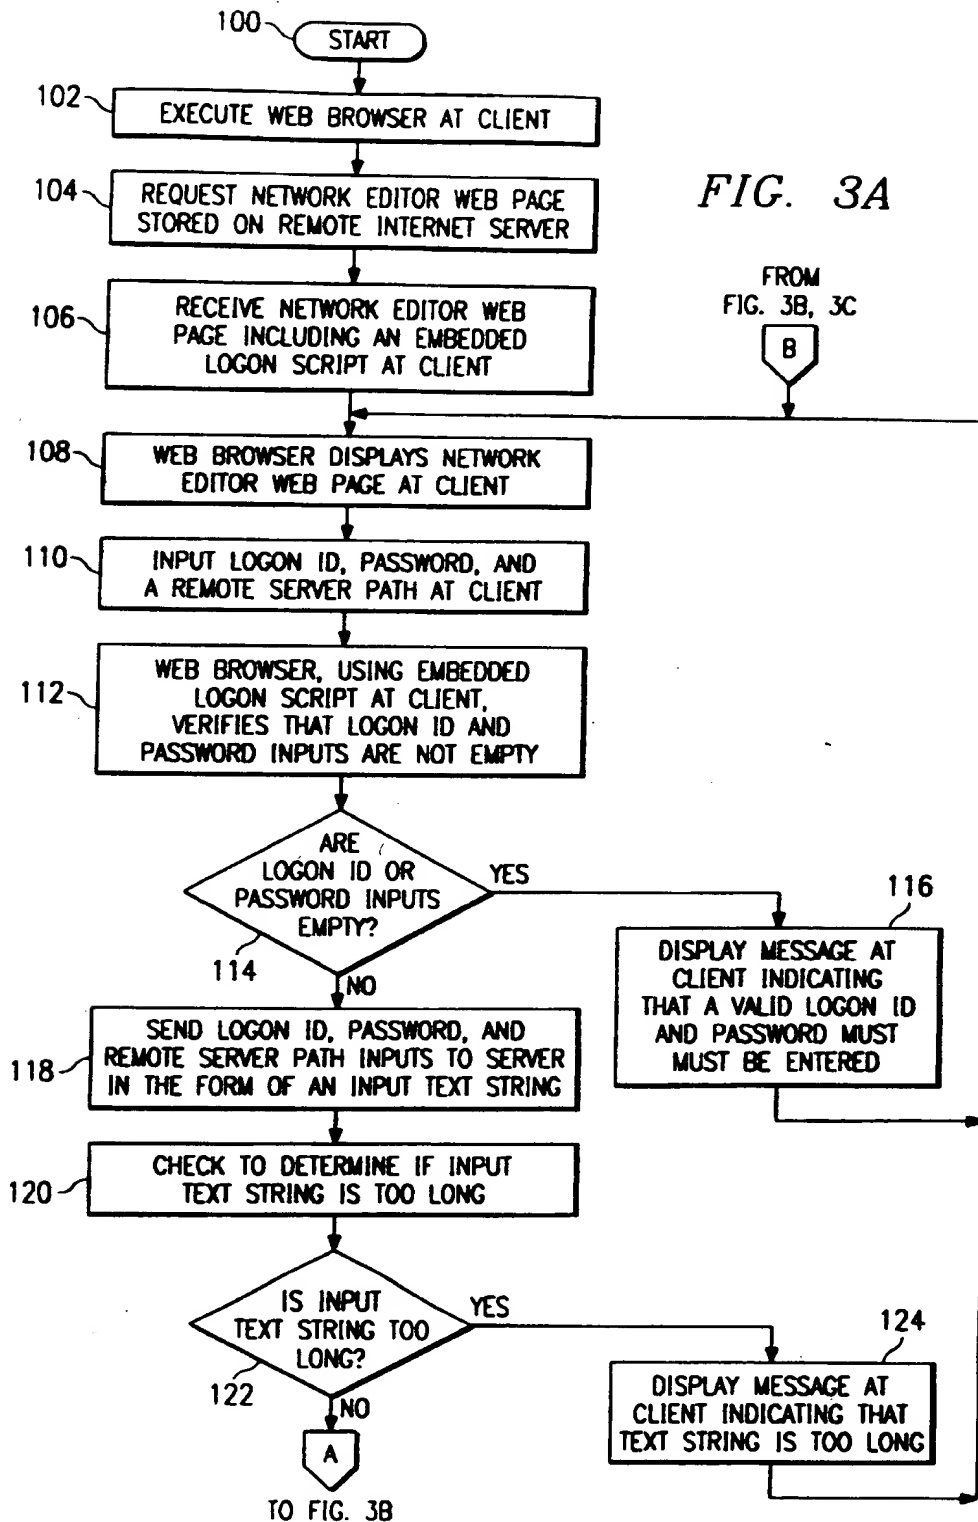 100
START
102
EXECUTE WEB BROWSER AT CLIENT
104
REQUEST NETWORK EDITOR WEB PAGE
STORED ON REMOTE INTERNET SERVER
FIG. 3A
106
RECEIVE NETWORK EDITOR WEB
PAGE INCLUDING AN EMBEDDED
LOGON SCRIPT AT CLIENT
FROM
FIG. 3B, 3C
B
108
WEB BROWSER DISPLAYS NETWORK
EDITOR WEB PAGE AT CLIENT
110
INPUT LOGON ID, PASSWORD, AND
A REMOTE SERVER PATH AT CLIENT
112
WEB BROWSER, USING EMBEDDED
LOGON SCRIPT AT CLIENT,
VERIFIES THAT LOGON ID AND
PASSWORD INPUTS ARE NOT EMPTY
ARE
LOGON ID OR
PASSWORD INPUTS
EMPTY?
114
YES
NO
116
DISPLAY MESSAGE AT
CLIENT INDICATING
THAT A VALID LOGON ID
AND PASSWORD MUST
MUST BE ENTERED
118
SEND LOGON ID, PASSWORD, AND
REMOTE SERVER PATH INPUTS TO SERVER
IN THE FORM OF AN INPUT TEXT STRING
120
CHECK TO DETERMINE IF INPUT
TEXT STRING IS TOO LONG
IS INPUT
TEXT STRING TOO
LONG?
122
YES
NO
124
DISPLAY MESSAGE AT
CLIENT INDICATING THAT
TEXT STRING IS TOO LONG
A
TO FIG. 3B